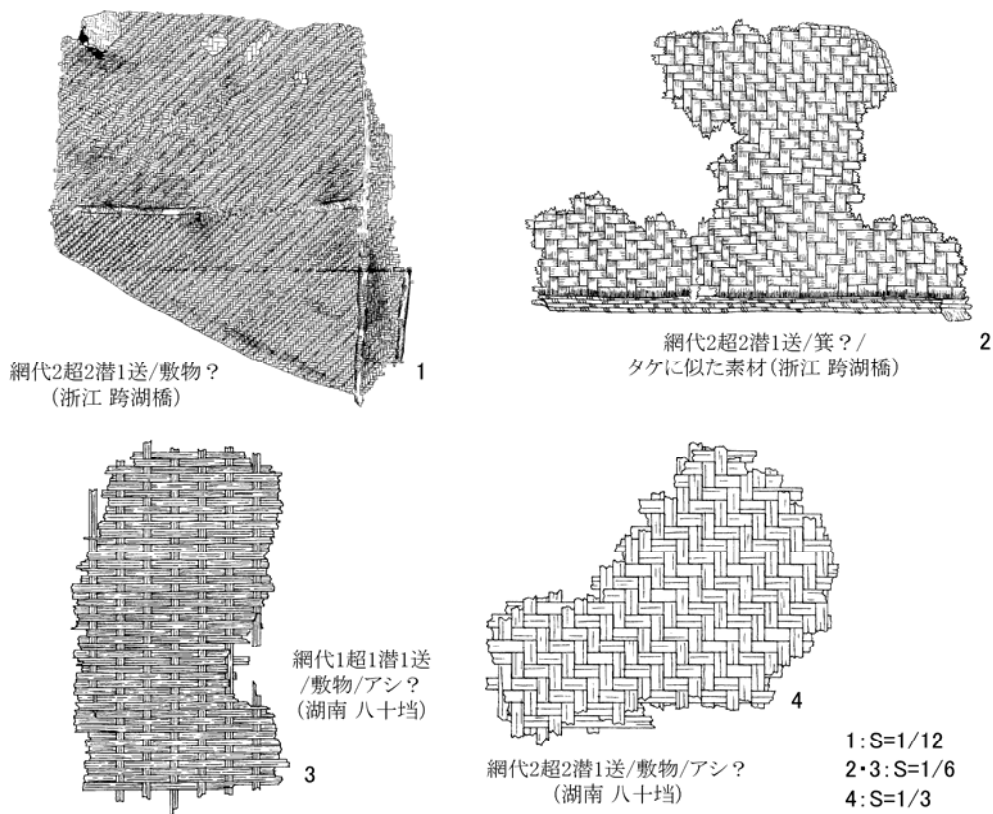 網代2超2潜1送/敷物？
(浙江 跨湖橋)
1
網代2超2潜1送/箕？/
タケに似た素材(浙江 跨湖橋)
2
網代1超1潜1送
/敷物/アシ？
(湖南 八十垱)
3
網代2超2潜1送/敷物/アシ？
(湖南 八十垱)
4
1：S=1/12
2・3：S=1/6
4：S=1/3